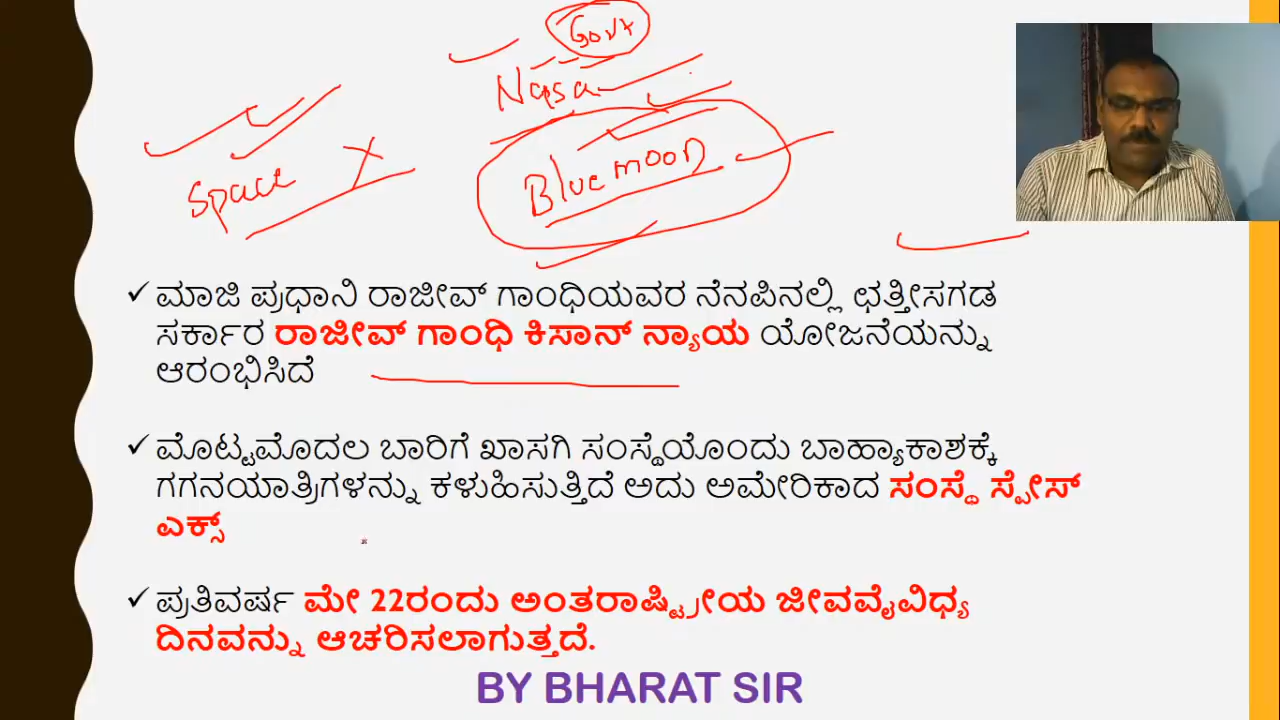 Govt
Nasa
Space X
Blue moon
ಮಾಜಿ ಪ್ರಧಾನಿ ರಾಜೀವ್ ಗಾಂಧಿಯವರ ನೆನಪಿನಲ್ಲಿ ಛತ್ತೀಸಗಡ
ಸರ್ಕಾರ ರಾಜೀವ್ ಗಾಂಧಿ ಕಿಸಾನ್ ನ್ಯಾಯ ಯೋಜನೆಯನ್ನು
ಆರಂಭಿಸಿದೆ
ಮೊಟ್ಟಮೊದಲ ಬಾರಿಗೆ ಖಾಸಗಿ ಸಂಸ್ಥೆಯೊಂದು ಬಾಹ್ಯಾಕಾಶಕ್ಕೆ
ಗಗನಯಾತ್ರಿಗಳನ್ನು ಕಳುಹಿಸುತ್ತಿದೆ ಅದು ಅಮೇರಿಕಾದ ಸಂಸ್ಥೆ ಸ್ಪೇಸ್
ಎಕ್ಸ್
ಪ್ರತಿವರ್ಷ ಮೇ 22ರಂದು ಅಂತರಾಷ್ಟ್ರೀಯ ಜೀವವೈವಿಧ್ಯ
ದಿನವನ್ನು ಆಚರಿಸಲಾಗುತ್ತದೆ.
BY BHARAT SIR